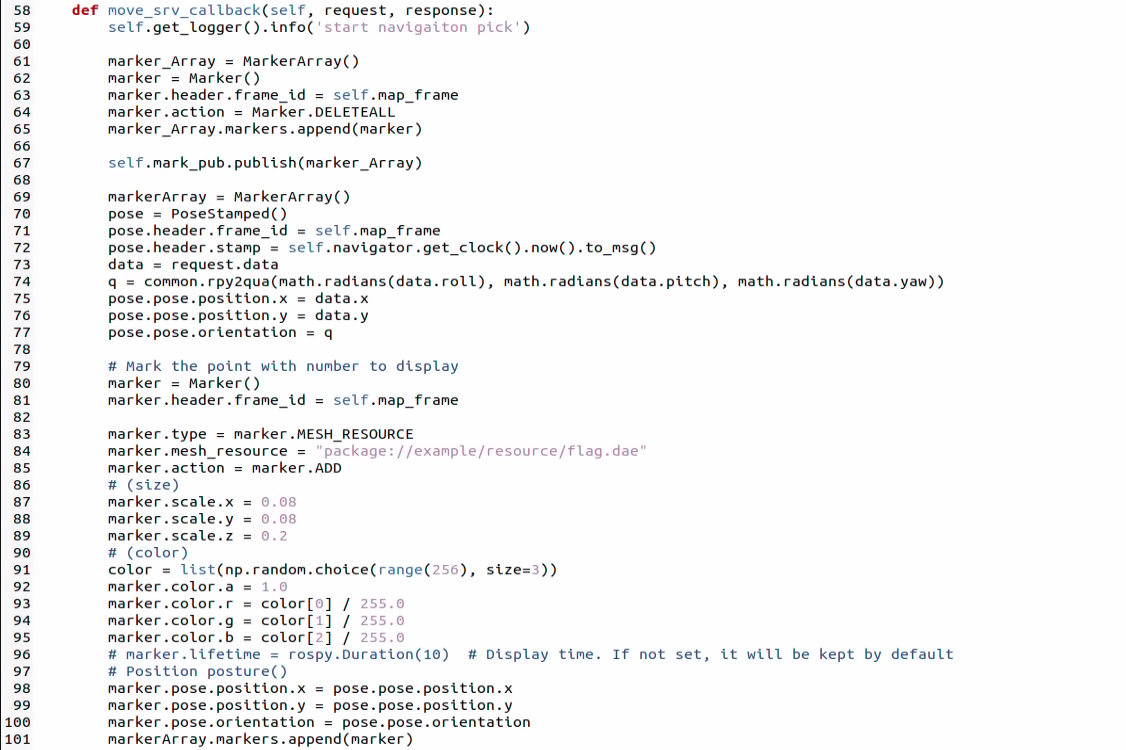 58 def move_srv_callback(self, request, response):
59 self.get_logger().info('start navigaiton pick')
60
61 marker_Array = MarkerArray()
62 marker = Marker()
63 marker.header.frame_id = self.map_frame
64 marker.action = Marker.DELETEALL
65 marker_Array.markers.append(marker)
66
67 self.mark_pub.publish(marker_Array)
68
69 markerArray = MarkerArray()
70 pose = PoseStamped()
71 pose.header.frame_id = self.map_frame
72 pose.header.stamp = self.navigator.get_clock().now().to_msg()
73 data = request.data
74 q = common.rpy2qua(math.radians(data.roll), math.radians(data.pitch), math.radians(data.yaw))
75 pose.pose.position.x = data.x
76 pose.pose.position.y = data.y
77 pose.pose.orientation = q
78
79 # Mark the point with number to display
80 marker = Marker()
81 marker.header.frame_id = self.map_frame
82
83 marker.type = marker.MESH_RESOURCE
84 marker.mesh_resource = "package://example/resource/flag.dae"
85 marker.action = marker.ADD
86 # (size)
87 marker.scale.x = 0.08
88 marker.scale.y = 0.08
89 marker.scale.z = 0.2
90 # (color)
91 color = list(np.random.choice(range(256), size=3))
92 marker.color.a = 1.0
93 marker.color.r = color[0] / 255.0
94 marker.color.g = color[1] / 255.0
95 marker.color.b = color[2] / 255.0
96 # marker.lifetime = rospy.Duration(10)  # Display time. If not set, it will be kept by default
97 # Position posture()
98 marker.pose.position.x = pose.pose.position.x
99 marker.pose.position.y = pose.pose.position.y
100 marker.pose.orientation = pose.pose.orientation
101 markerArray.markers.append(marker)